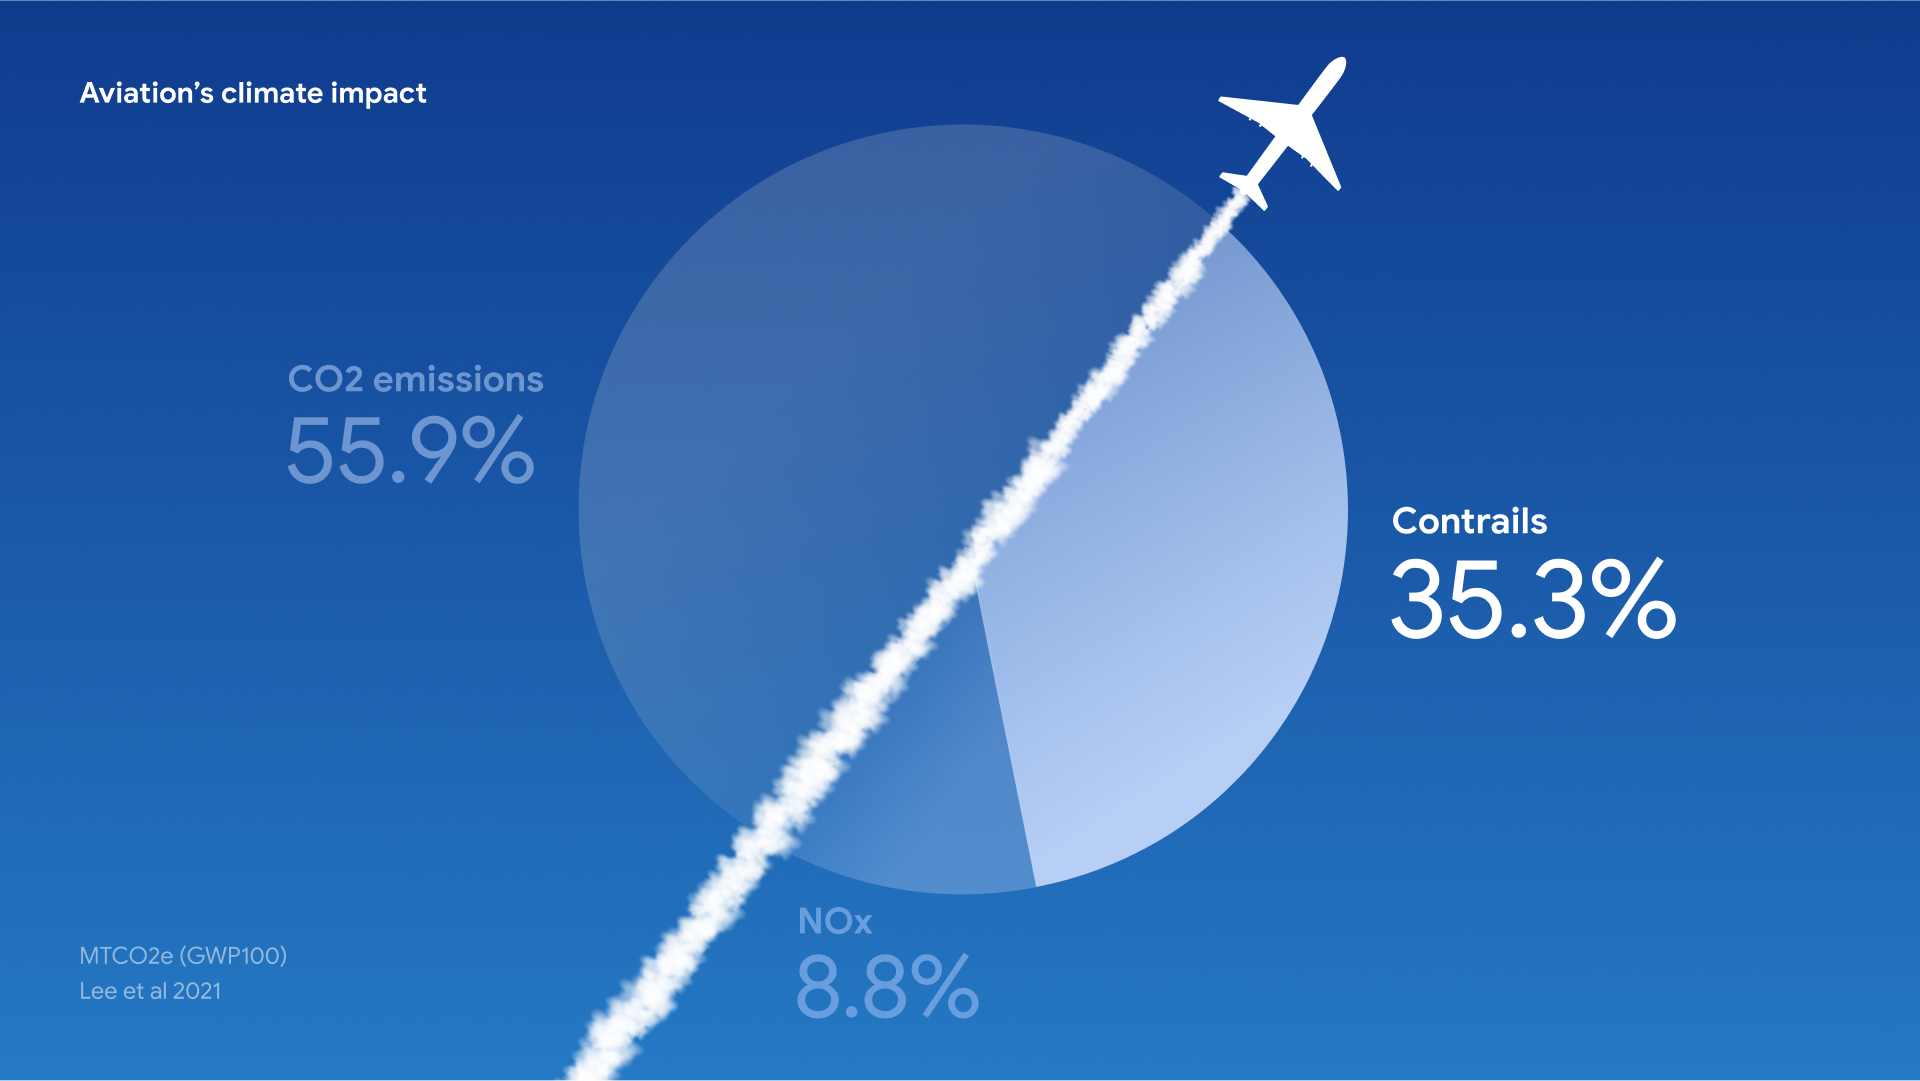 Aviation’s climate impact
CO2 emissions
55.9%
Contrails
35.3%
NOx
8.8%
MTCO2e (GWP100)
Lee et al 2021